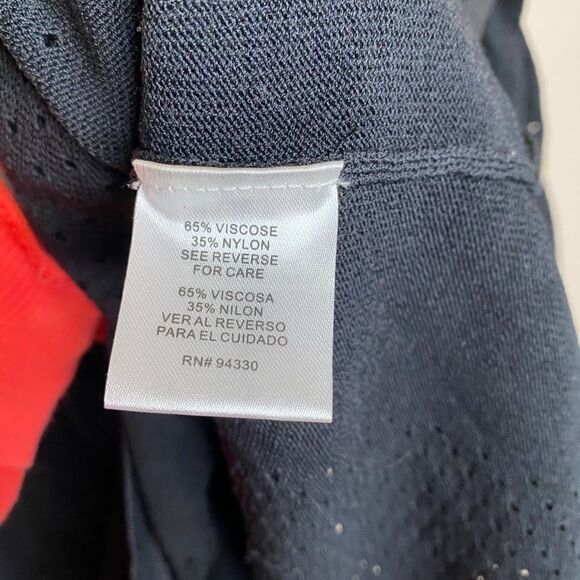 65% VISCOSE
35% NYLON
SEE REVERSE
FOR CARE
65% VISCOSA
35% NILON
VER AL REVERSO
PARA EL CUIDADO
RN# 94330